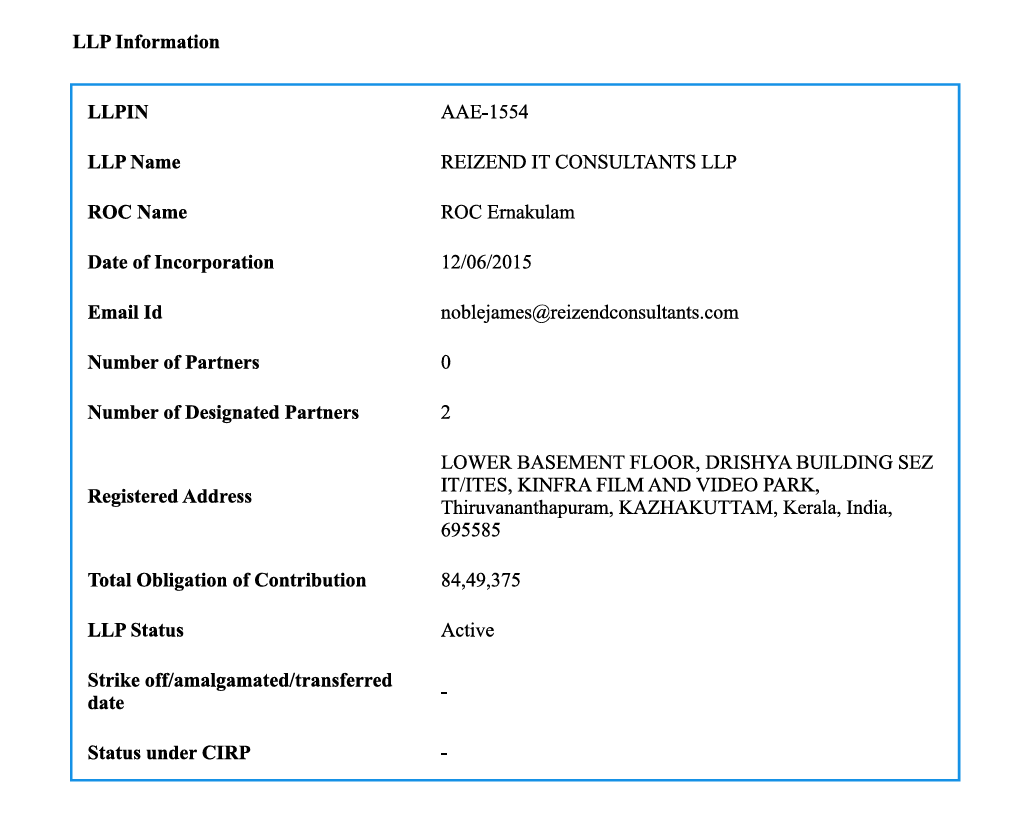 LLP Information
LLPIN AAE-1554
LLP Name REIZEND IT CONSULTANTS LLP
ROC Name ROC Ernakulam
Date of Incorporation 12/06/2015
Email Id noblejames@reizendconsultants.com
Number of Partners 0
Number of Designated Partners 2
Registered Address LOWER BASEMENT FLOOR, DRISHYA BUILDING SEZ
IT/ITES, KINFRA FILM AND VIDEO PARK,
Thiruvananthapuram, KAZHAKUTTAM, Kerala, India,
695585
Total Obligation of Contribution 84,49,375
LLP Status Active
Strike off/amalgamated/transferred
date -
Status under CIRP -